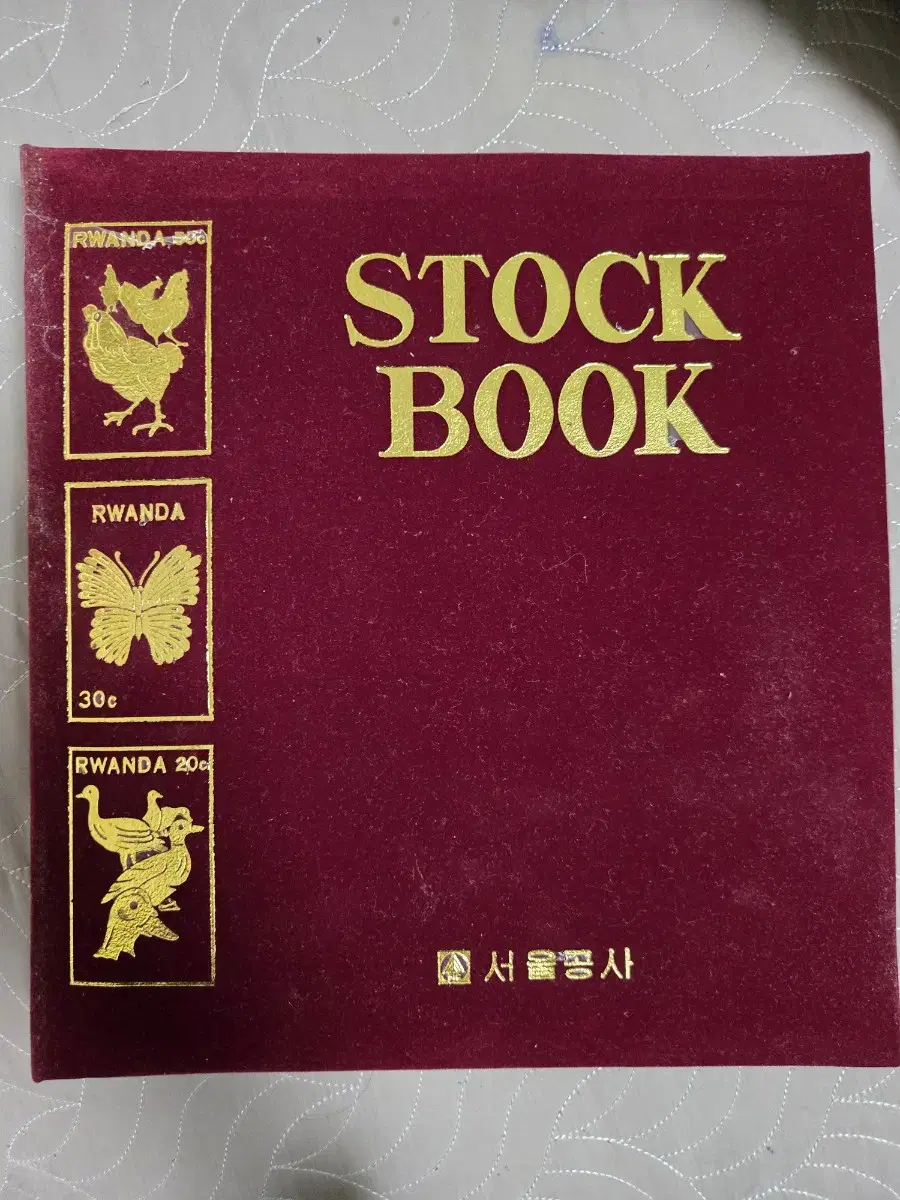 STOCK
BOOK
RWANDA
RWANDA
30c
RWANDA 20c
서울공사